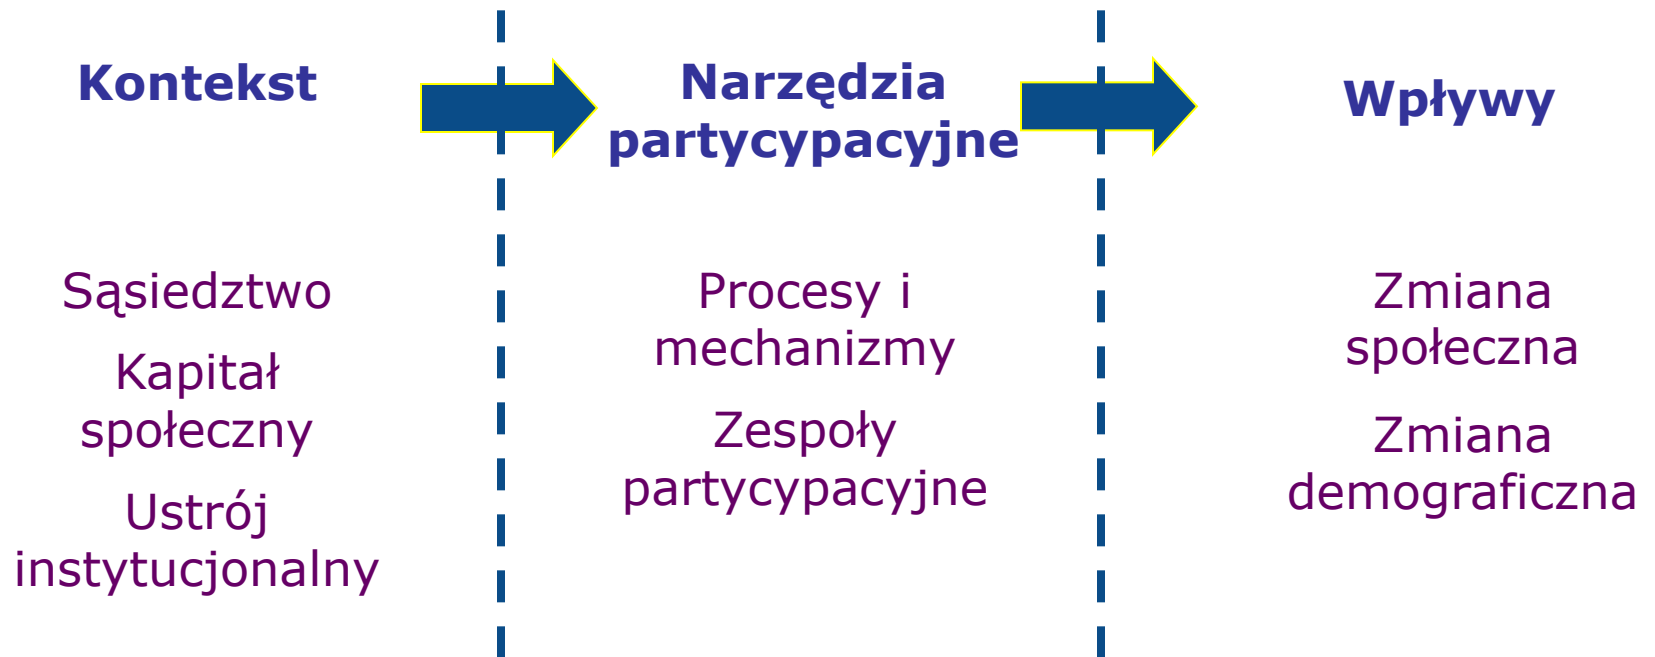 Kontekst
Sąsiedztwo
Kapitał
społeczny
Ustrój
instytucjonalny
Narzędzia
partycypacyjne
Procesy i
mechanizmy
Zespoły
partycypacyjne
Wpływy
Zmiana
społeczna
Zmiana
demograficzna